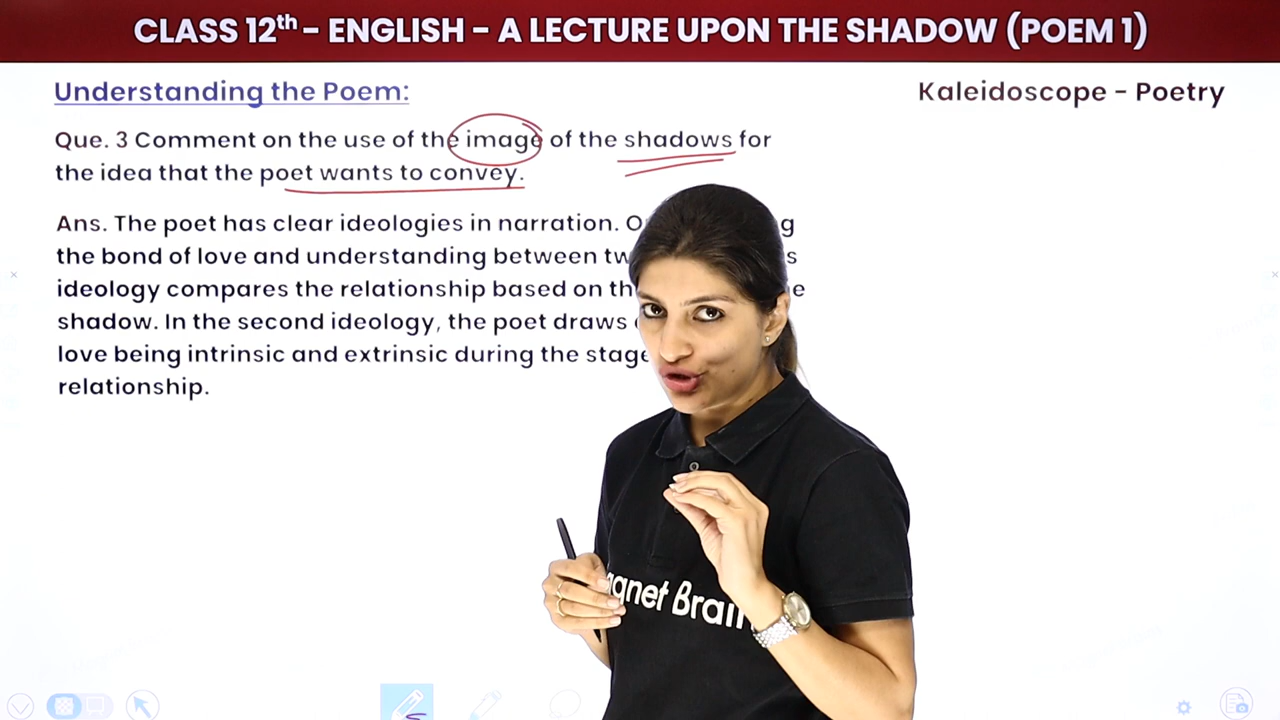 CLASS 12th – ENGLISH – A LECTURE UPON THE SHADOW (POEM 1)
Understanding the Poem:
Kaleidoscope - Poetry
Que. 3 Comment on the use of the image of the shadows for
the idea that the poet wants to convey.
Ans. The poet has clear ideologies in narration.
the bond of love and understanding between
ideology compares the relationship based on
shadow. In the second ideology, the poet draws
love being intrinsic and extrinsic during the
relationship.
Brain